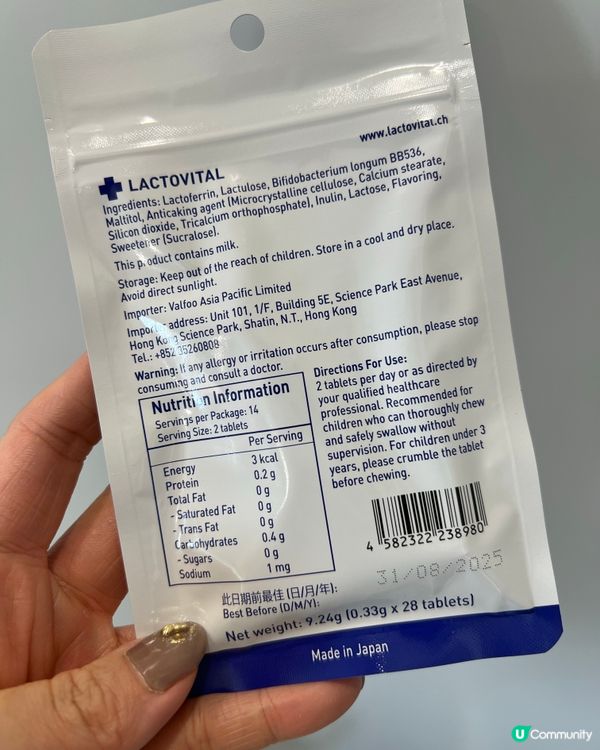 www.lactovital.ch
LACTOVITAL
Ingredients: Lactoferrin, Lactulose, Bifidobacterium longum BB536,
Maltitol, Anticaking agent (Microcrystalline cellulose, Calcium stearate,
Silicon dioxide, Tricalcium orthophosphate), Inulin, Lactose, Flavoring,
Sweetener (Sucralose).
This product contains milk.
Storage: Keep out of the reach of children. Store in a cool and dry place.
Avoid direct sunlight.
Importer: Valfoo Asia Pacific Limited
Importer address: Unit 101, 1/F, Building 5E, Science Park East Avenue,
Hong Kong Science Park, Shatin, N.T., Hong Kong
Tel.: +852 35260808
Warning: If any allergy or irritation occurs after consumption, please stop
consuming and consult a doctor.
Nutrition Information
Servings per Package: 14
Serving Size: 2 tablets
Per Serving
Energy 3 kcal
Protein 0.2 g
Total Fat 0 g
- Saturated Fat 0 g
- Trans Fat 0 g
Carbohydrates 0.4 g
- Sugars 0 g
Sodium 1 mg
Directions For Use:
2 tablets per day or as directed by
your qualified healthcare
professional. Recommended for
children who can thoroughly chew
and safely swallow without
supervision. For children under 3
years, please crumble the tablet
before chewing.
4 582322 238980
31/08/2025
此日期前最佳 (日/月/年):
Best Before (D/M/Y):
Net weight: 9.24g (0.33g x 28 tablets)
Made in Japan
U Community